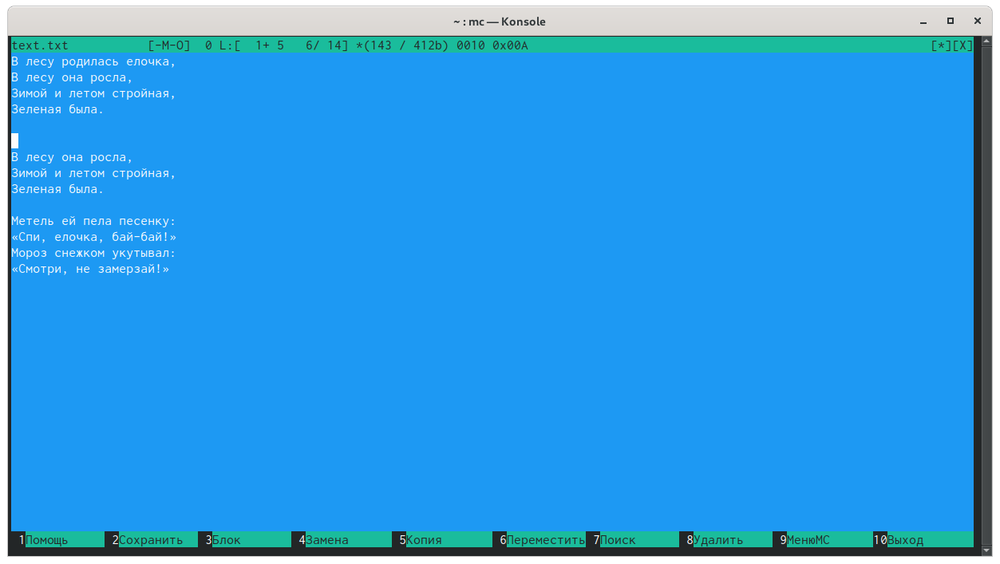 ~ : mc — Konsole
text.txt [-M-O] 0 L:[ 1+ 5 6/ 14] *(143 / 412b) 0010 0x00A [*][X]
В лесу родилась елочка,
В лесу она росла,
Зимой и летом стройная,
Зеленая была.
В лесу она росла,
Зимой и летом стройная,
Зеленая была.
Метель ей пела песенку:
«Спи, елочка, бай-бай!»
Мороз снежком укутывал:
«Смотри, не замерзай!»
1Помощь 2Сохранить 3Блок 4Замена 5Копия 6Переместить 7Поиск 8Удалить 9МенюMC 10Выход